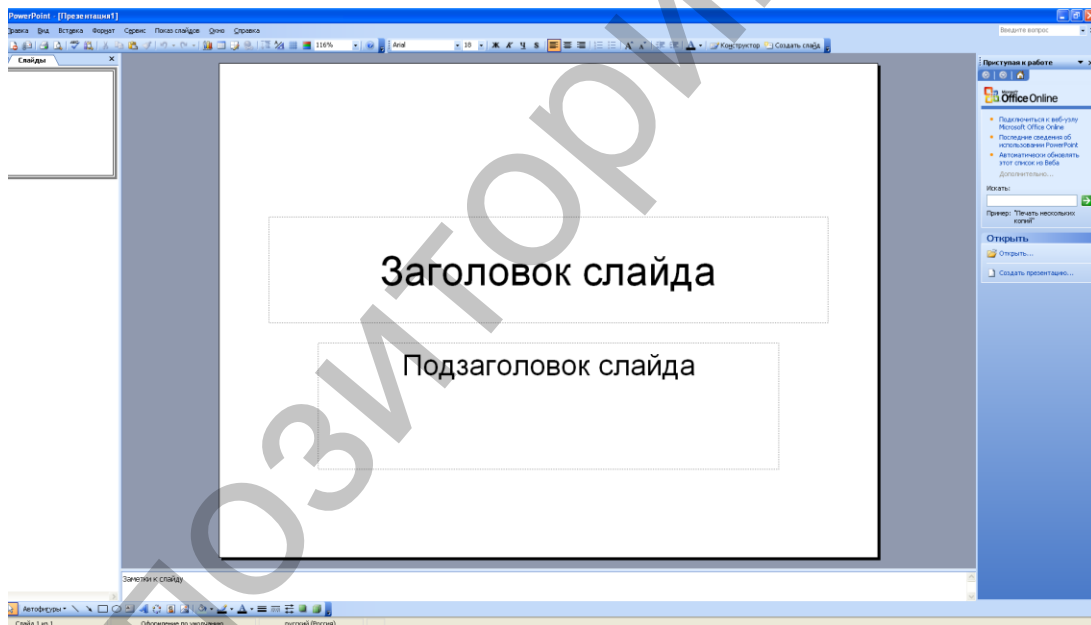 PowerPoint - [Презентация1]
Правка Вид Вставка Формат Сервис Показ слайдов Окно Справка
Введите вопрос
116% Arial 18 Ж К Ч S Конструктор Создать слайд
Слайды
Приступая к работе
Microsoft
Office Online
Подключиться к веб-узлу
Microsoft Office Online
Последние сведения об
использовании PowerPoint
Автоматически обновлять
этот список из Веба
Дополнительно...
Искать:
Пример: "Печать нескольких
копий"
Открыть
Открыть...
Создать презентацию...
Заголовок слайда
Подзаголовок слайда
Заметки к слайду
Автофигуры
Слайд 1 из 1 Оформление по умолчанию русский (Россия)
позитори